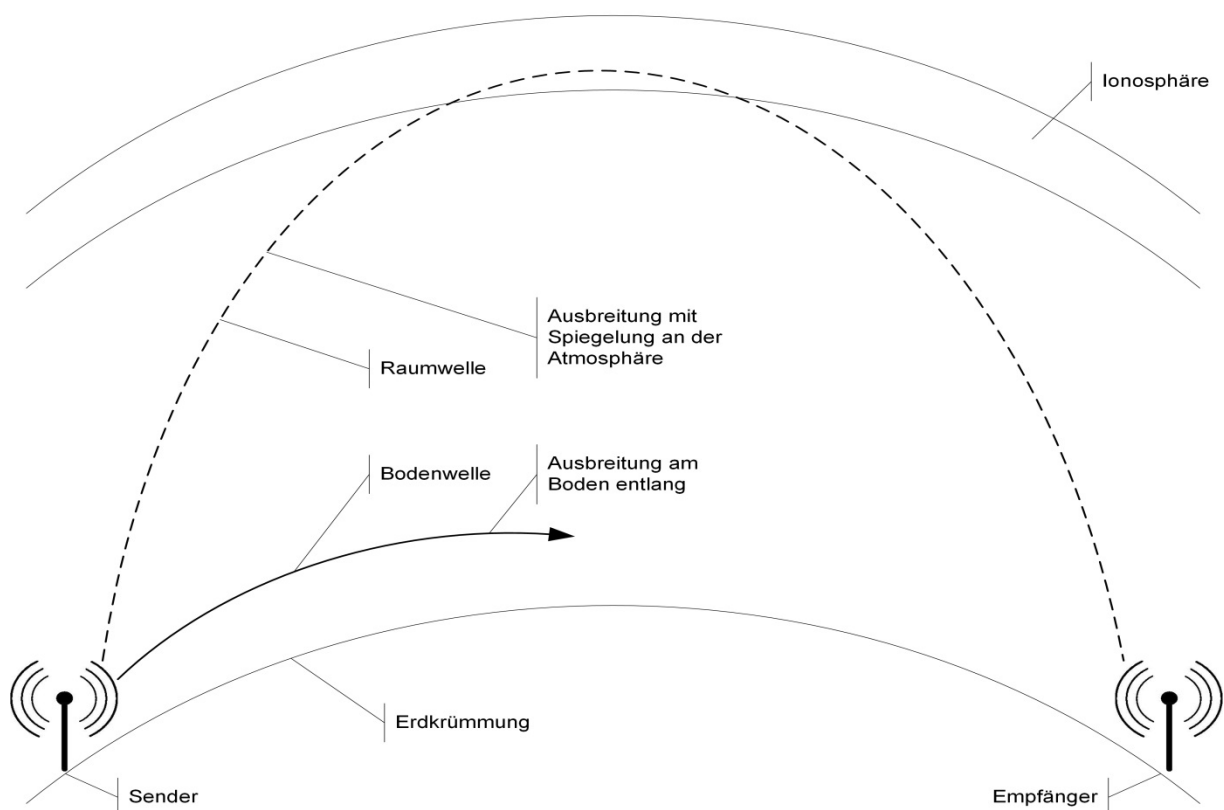 Ionosphäre
Ausbreitung mit
Spiegelung an der
Atmosphäre
Raumwelle
Bodenwelle
Ausbreitung am
Boden entlang
Erdkrümmung
Sender
Empfänger